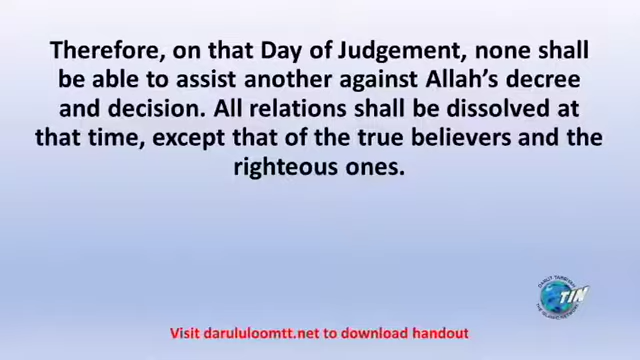 Therefore, on that Day of Judgement, none shall
be able to assist another against Allah's decree
and decision. All relations shall be dissolved at
that time, except that of the true believers and the
righteous ones.
TIN
Visit darululoomtt.net to download handout